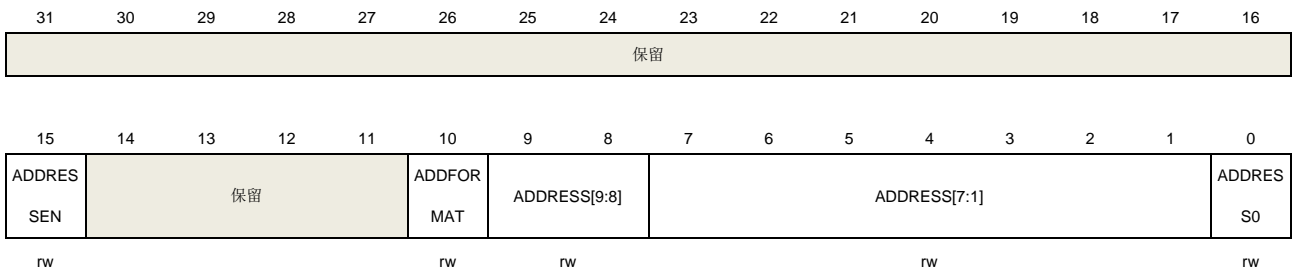 31 30 29 28 27 26 25 24 23 22 21 20 19 18 17 16
保留
15 14 13 12 11 10 9 8 7 6 5 4 3 2 1 0
ADDRES
SEN
保留
ADDFOR
MAT
ADDRESS[9:8]
ADDRESS[7:1]
ADDRES
S0
rw rw rw rw rw